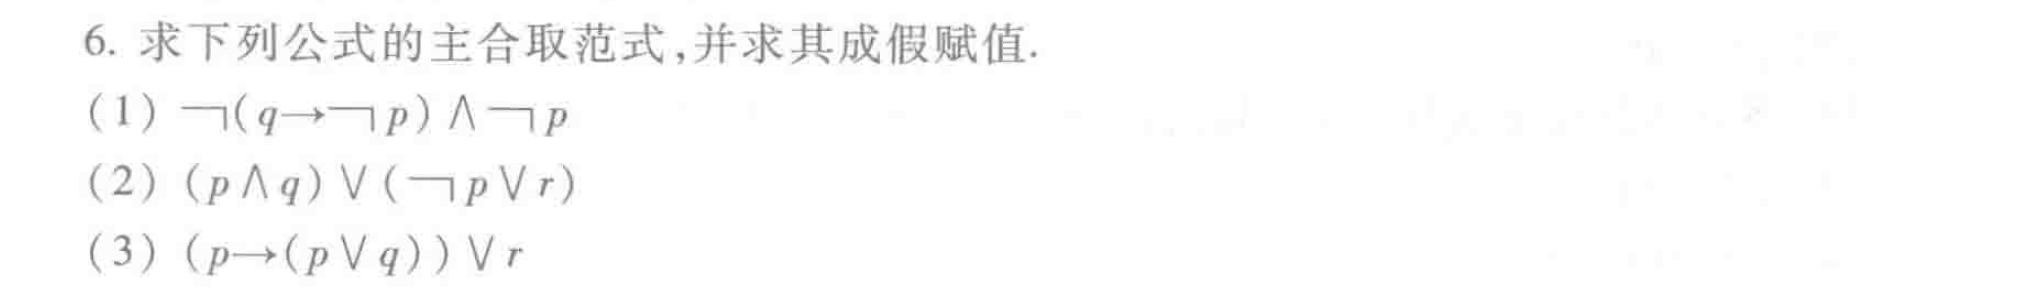 6. 求下列公式的主合取范式,并求其成假赋值.
(1) ¬(q→¬p)∧¬p
(2) (p∧q)∨(¬p∨r)
(3) (p→(p∨q))∨r